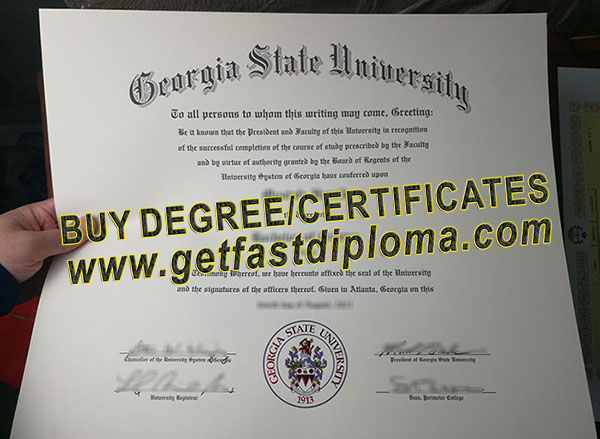 Georgia State University
To all persons to whom this writing may come, Greeting:
Be it known that the President and Faculty of this University in recognition
of the successful completion of the course of study prescribed by the Faculty
and by virtue of authority granted by the Board of Regents of the
University System of Georgia have conferred upon
BUY DEGREE/CERTIFICATES
www.getfastdiploma.com
Testimony Whereof, we have hereunto affixed the seal of the University
and the signatures of the officers thereof. Given in Atlanta, Georgia on this
Chancellor of the University System of Georgia
President of Georgia State University
GEORGIA STATE UNIVERSITY
1913
University Registrar
Dean, Perimeter College